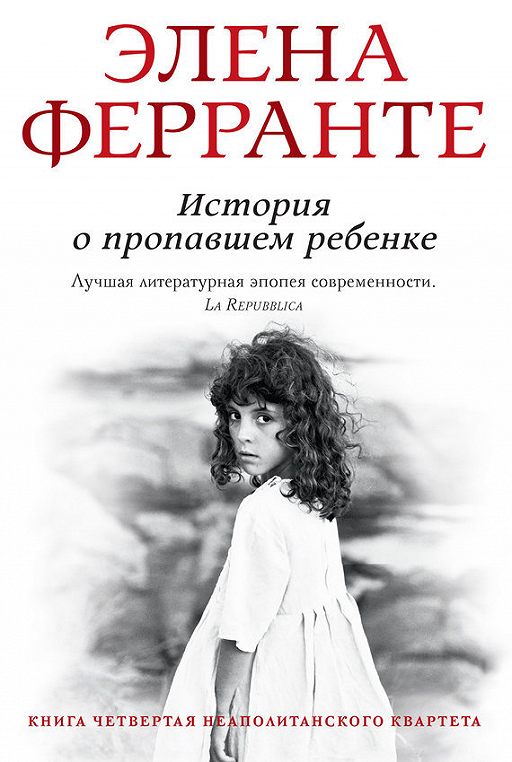 ЭЛЕНА
ФЕРРАНТЕ
История
о пропавшем ребенке
Лучшая литературная эпопея современности.
La Repubblica
КНИГА ЧЕТВЕРТАЯ НЕАПОЛИТАНСКОГО КВАРТЕТА